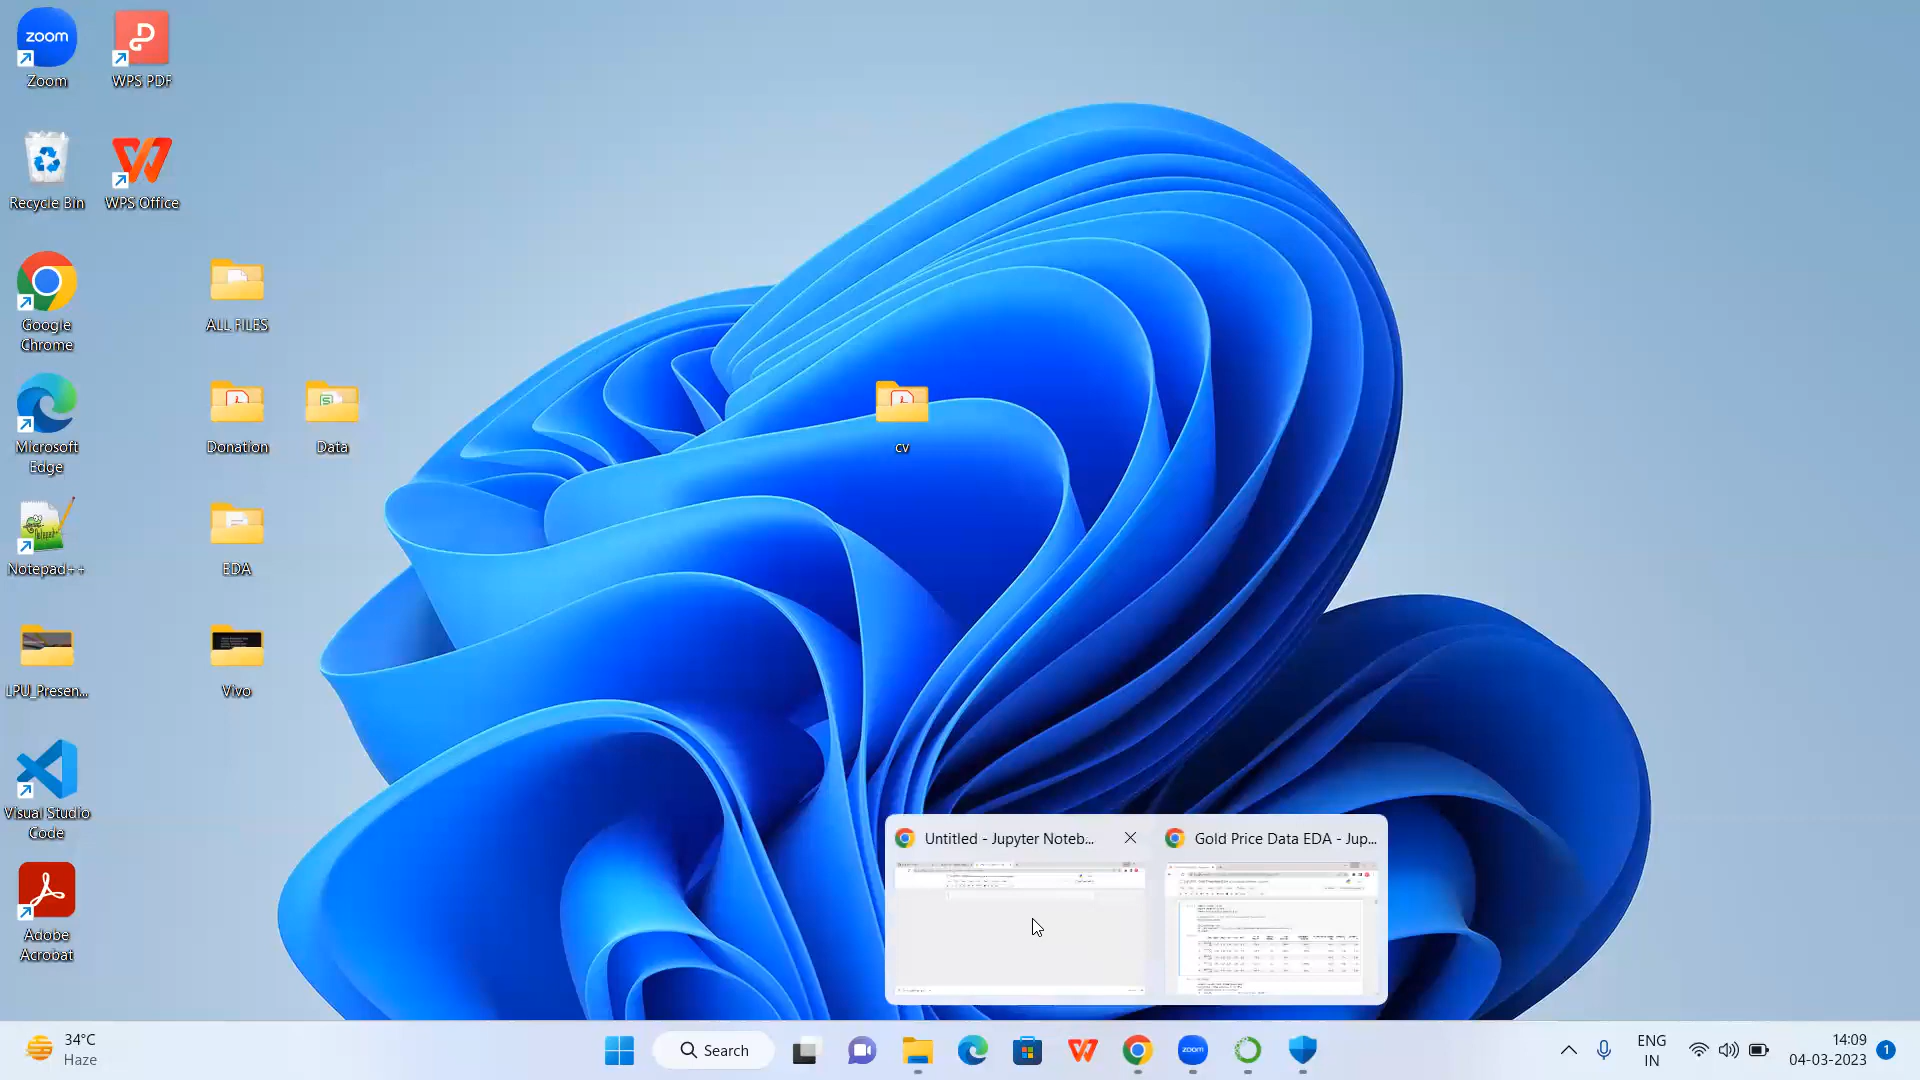 zoom
Zoom
WPS PDF
Recycle Bin
WPS Office
Google
Chrome
ALL FILES
Microsoft
Edge
Donation
Data
cv
Notepad++
EDA
LPU_Presen...
Vivo
Visual Studio
Code
Adobe
Acrobat
Untitled - Jupyter Noteb...
Gold Price Data EDA - Jup...
34°C
Haze
Search
zoom
ENG
IN
14:09
04-03-2023
1